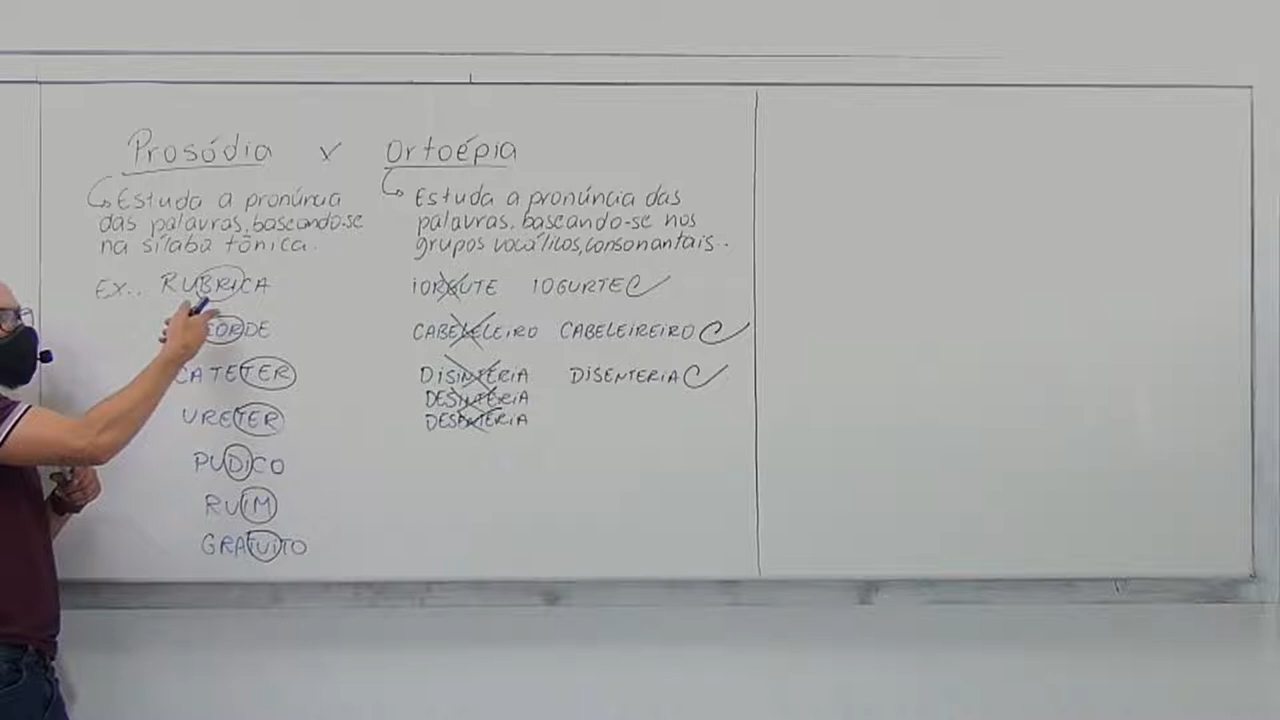 Prosódia x Ortoépia
Estuda a pronúncia
das palavras, baseando-se
na sílaba tônica.
Estuda a pronúncia das
palavras, baseando-se nos
grupos vocálicos, consonantais..
EX.. RUBRICA
CATETER
URETER
PUDICO
RUIM
GRATUITO
IORGUTE IOGURTE
CABELELEIRO CABELEIREIRO
DISINTERIA DISENTERIA
DESINTERIA
DESENTERIA